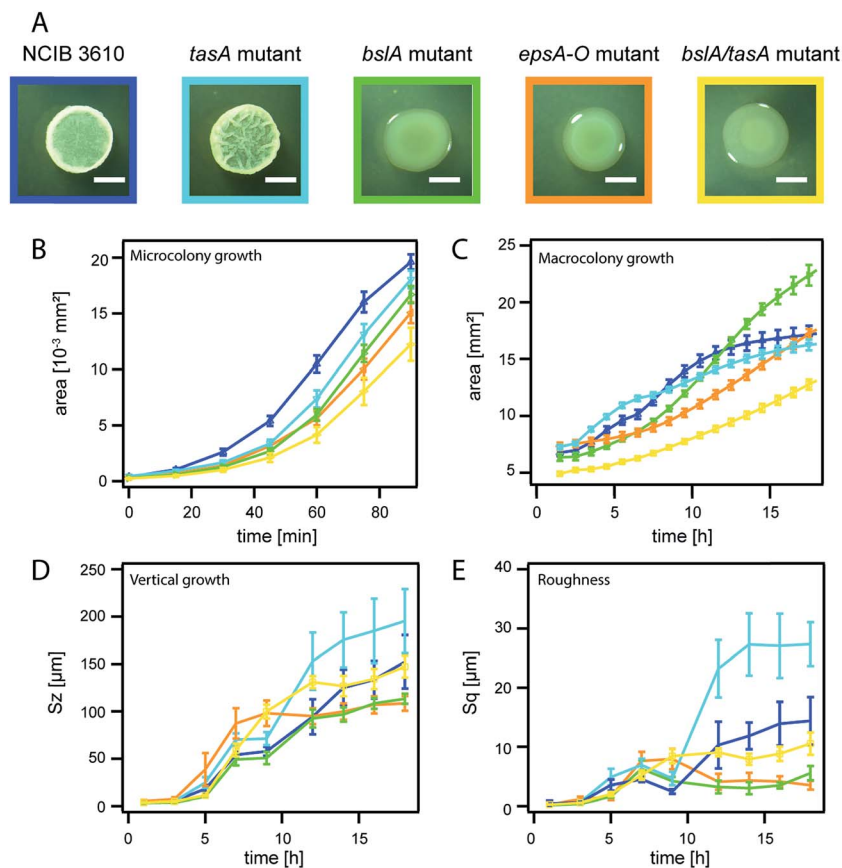 A
NCIB 3610
tasA mutant
bslA mutant
epsA-O mutant
bslA/tasA mutant
B
Microcolony growth
area [10⁻³ mm²]
20
15
10
5
0
0
20
40
60
80
time [min]
C
Macrocolony growth
area [mm²]
25
20
15
10
5
0
5
10
15
time [h]
D
Vertical growth
Sz [µm]
250
200
150
100
50
0
0
5
10
15
time [h]
E
Roughness
Sq [µm]
40
30
20
10
0
0
5
10
15
time [h]